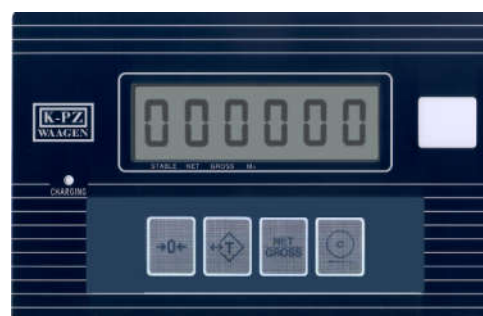 000000
K-PZ
WAAGEN
STABLE NET GROSS M+
CHARGING
→0←
T
NET
GROSS